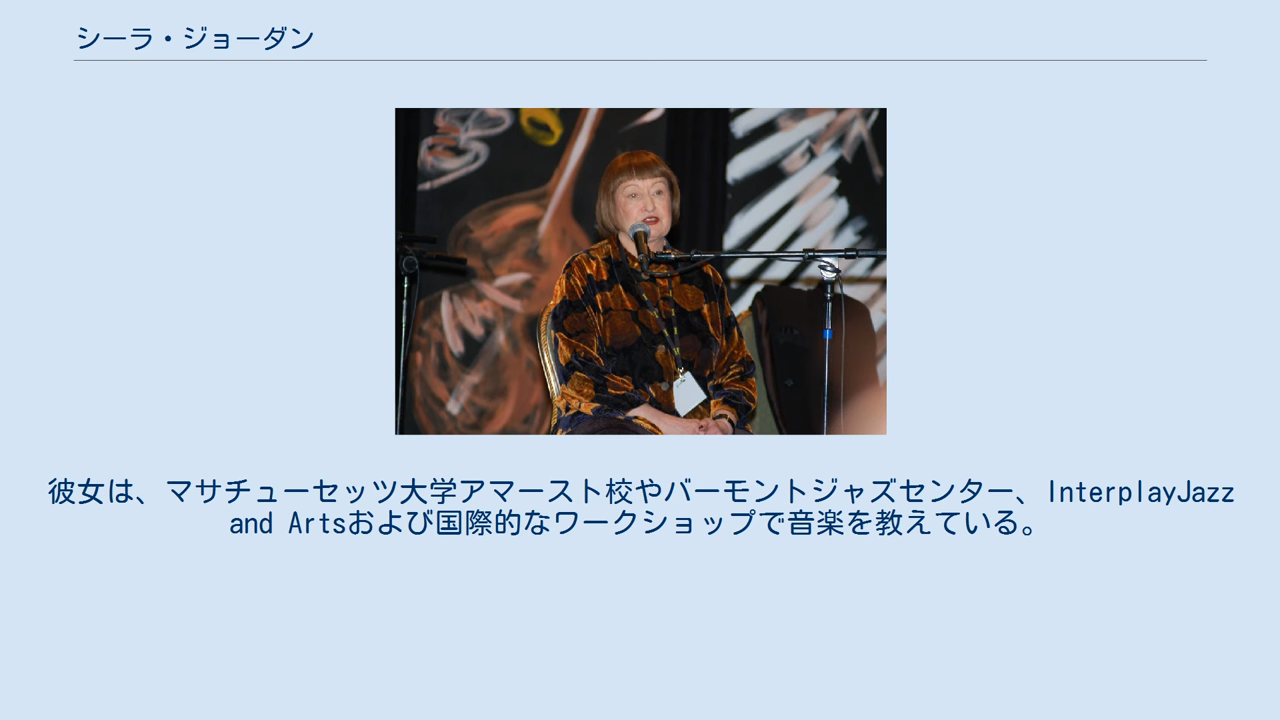 シーラ・ジョーダン
彼女は、マサチューセッツ大学アマースト校やバーモントジャズセンター、InterplayJazz
and Artsおよび国際的なワークショップで音楽を教えている。